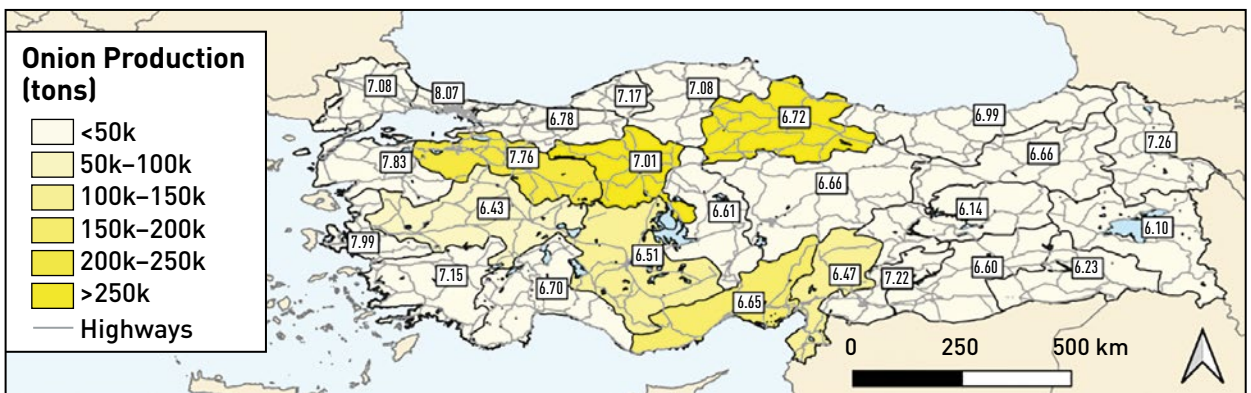 Onion Production
(tons)
<50k
50k–100k
100k–150k
150k–200k
200k–250k
>250k
Highways
7.08
8.07
7.17
7.08
6.78
6.72
6.99
7.26
7.83
7.76
7.01
6.66
6.66
6.43
6.61
6.14
6.10
7.99
6.51
7.15
6.70
6.65
6.47
7.22
6.60
6.23
0 250 500 km